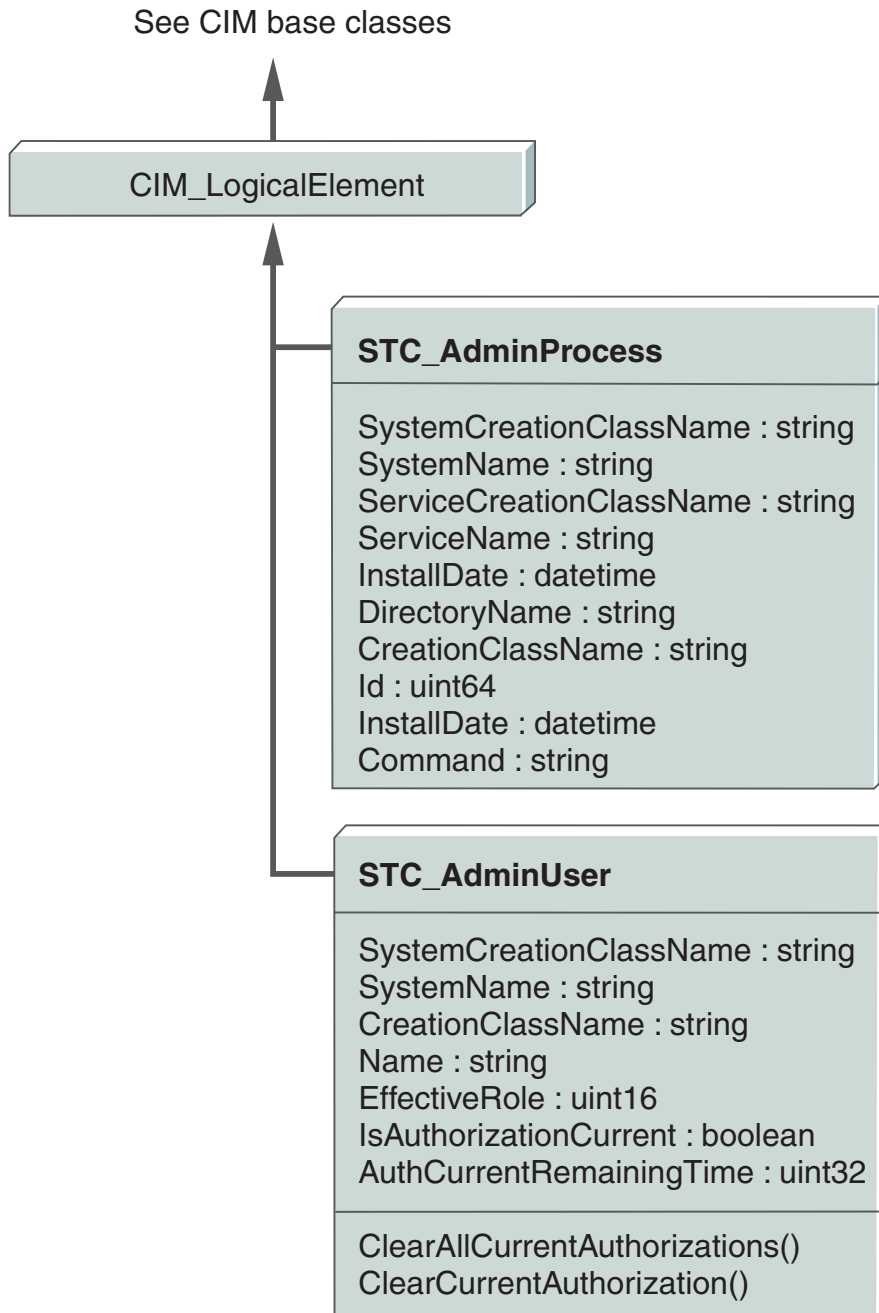 See CIM base classes
CIM_LogicalElement
STC_AdminProcess
SystemCreationClassName : string
SystemName : string
ServiceCreationClassName : string
ServiceName : string
InstallDate : datetime
DirectoryName : string
CreationClassName : string
Id : uint64
InstallDate : datetime
Command : string
STC_AdminUser
SystemCreationClassName : string
SystemName : string
CreationClassName : string
Name : string
EffectiveRole : uint16
IsAuthorizationCurrent : boolean
AuthCurrentRemainingTime : uint32
ClearAllCurrentAuthorizations()
ClearCurrentAuthorization()